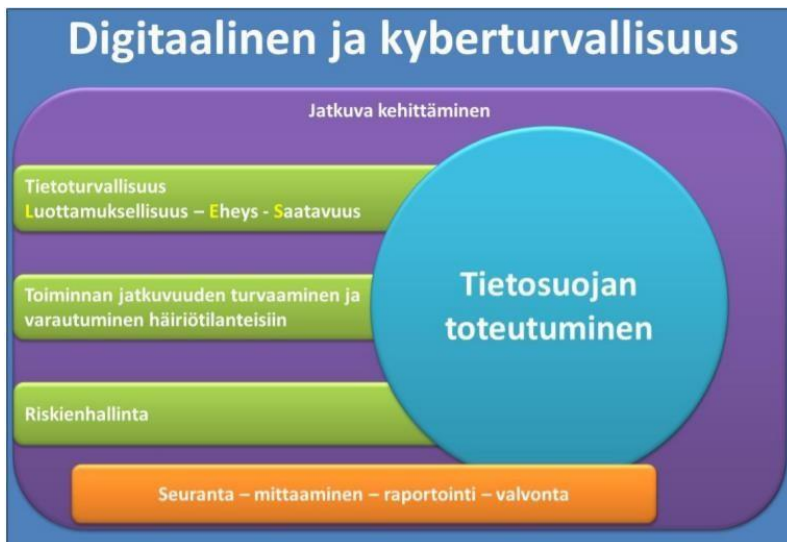 Digitaalinen ja kyberturvallisuus
Jatkuva kehittäminen
Tietoturvallisuus
Luottamuksellisuus – Eheys - Saatavuus
Toiminnan jatkuvuuden turvaaminen ja
varautuminen häiriötilanteisiin
Riskienhallinta
Tietosuojan
toteutuminen
Seuranta – mittaaminen – raportointi – valvonta